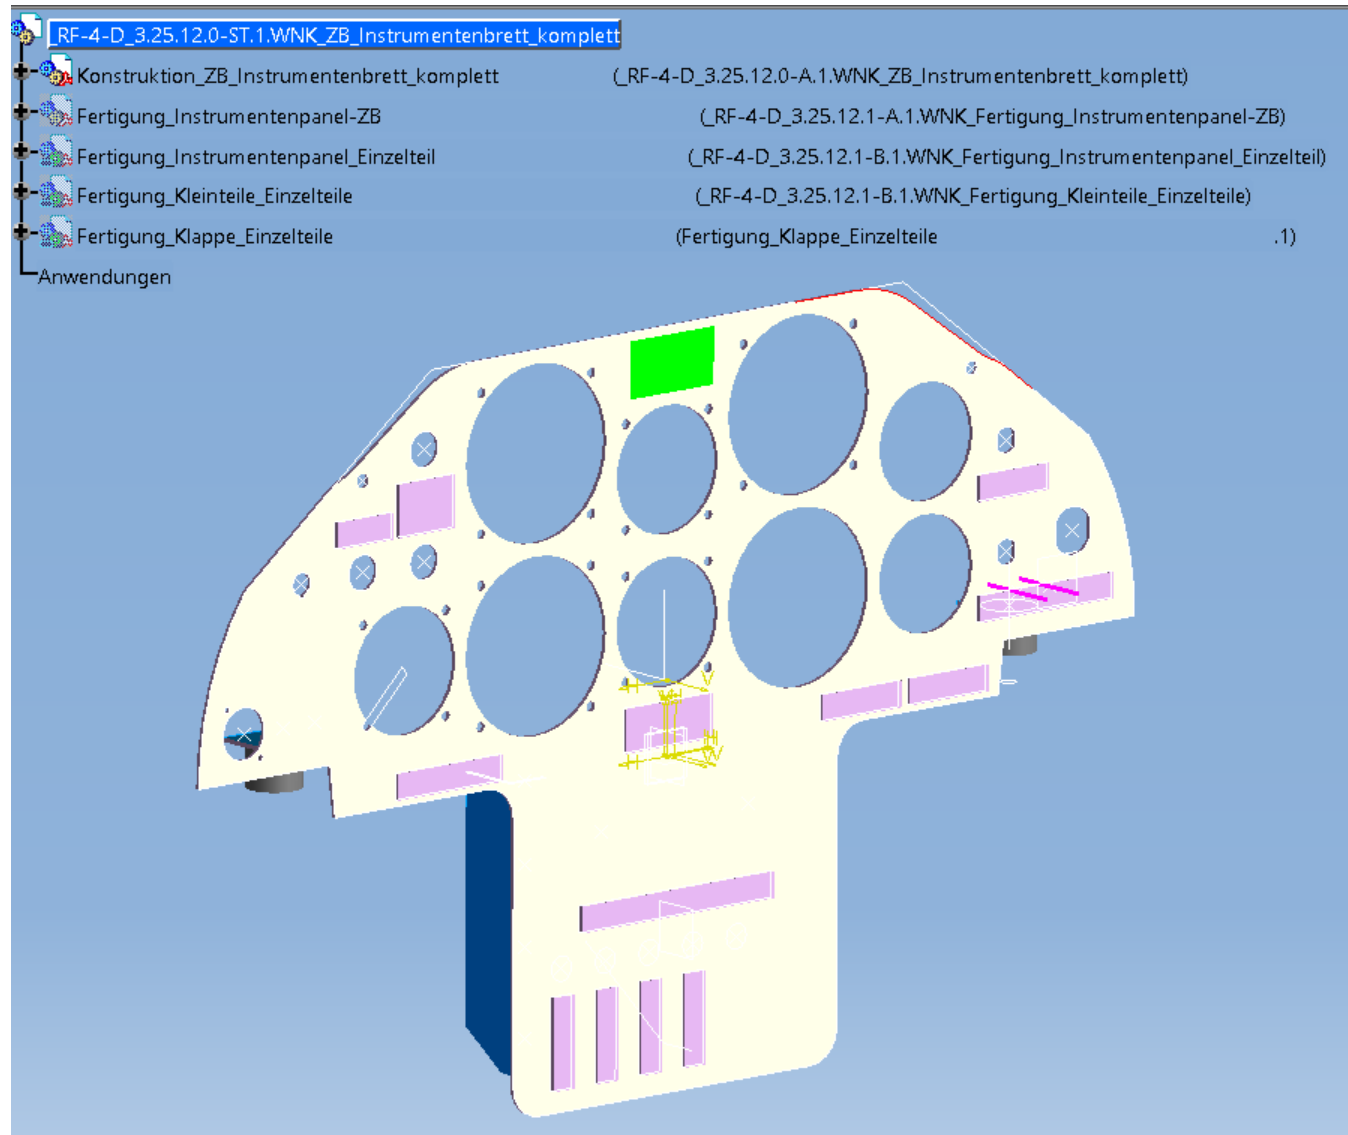 _RF-4-D_3.25.12.0-ST.1.WNK_ZB_Instrumentenbrett_komplett
Konstruktion_ZB_Instrumentenbrett_komplett (_RF-4-D_3.25.12.0-A.1.WNK_ZB_Instrumentenbrett_komplett)
Fertigung_Instrumentenpanel-ZB (_RF-4-D_3.25.12.1-A.1.WNK_Fertigung_Instrumentenpanel-ZB)
Fertigung_Instrumentenpanel_Einzelteil (_RF-4-D_3.25.12.1-B.1.WNK_Fertigung_Instrumentenpanel_Einzelteil)
Fertigung_Kleinteile_Einzelteile (_RF-4-D_3.25.12.1-B.1.WNK_Fertigung_Kleinteile_Einzelteile)
Fertigung_Klappe_Einzelteile (Fertigung_Klappe_Einzelteile .1)
Anwendungen